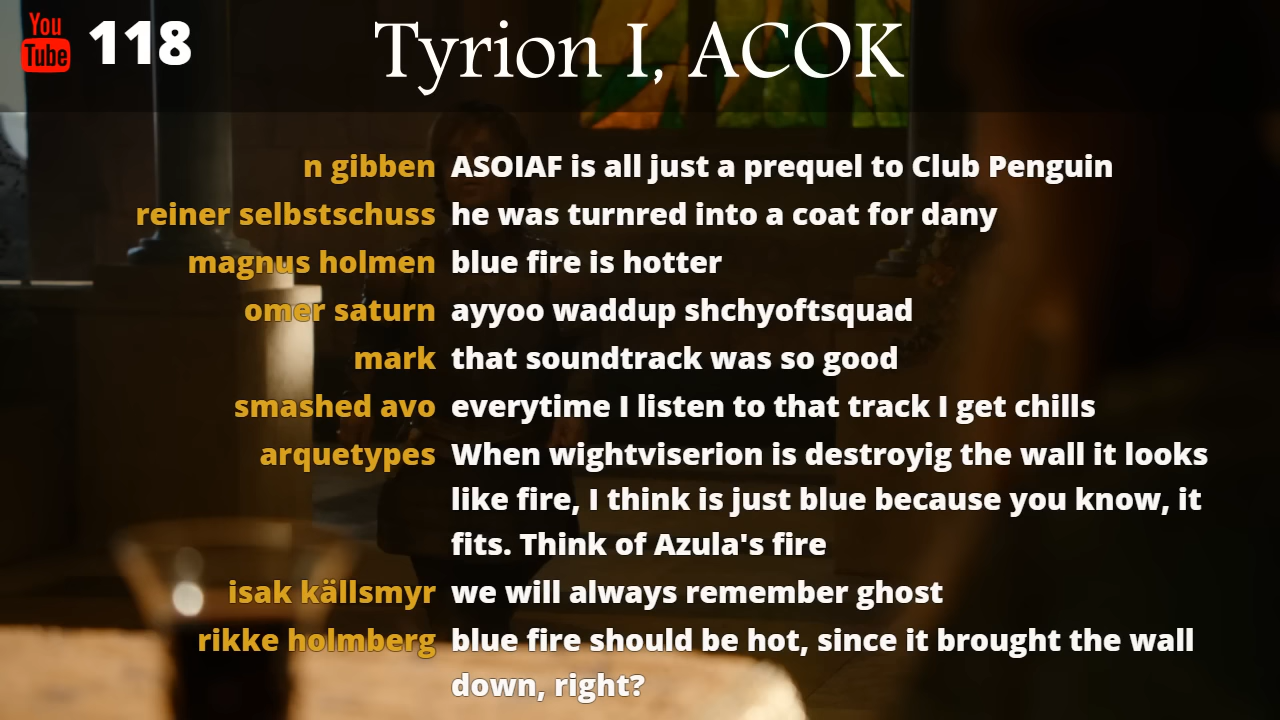 You Tube 118
Tyrion I, ACOK
n gibben ASOIAF is all just a prequel to Club Penguin
reiner selbstschuss he was turnred into a coat for dany
magnus holmen blue fire is hotter
omer saturn ayyoo waddup shchyoftsquad
mark that soundtrack was so good
smashed avo everytime I listen to that track I get chills
arquetypes When wightviserion is destroyig the wall it looks
like fire, I think is just blue because you know, it
fits. Think of Azula's fire
isak källsmyr we will always remember ghost
rikke holmberg blue fire should be hot, since it brought the wall
down, right?